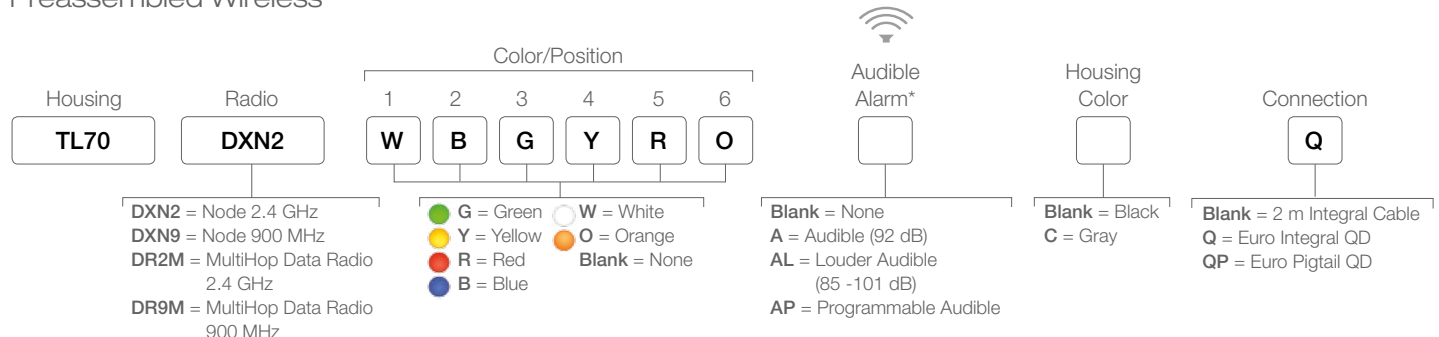 Preassembled Wireless
Color/Position
Audible
Alarm*
Housing
Color
Housing
Radio
1 2 3 4 5 6
Connection
TL70 DXN2 W B G Y R O Q
DXN2 = Node 2.4 GHz
DXN9 = Node 900 MHz
DR2M = MultiHop Data Radio
2.4 GHz
DR9M = MultiHop Data Radio
900 MHz
G = Green W = White
Y = Yellow O = Orange
R = Red Blank = None
B = Blue
Blank = None
A = Audible (92 dB)
AL = Louder Audible
(85 -101 dB)
AP = Programmable Audible
Blank = Black
C = Gray
Blank = 2 m Integral Cable
Q = Euro Integral QD
QP = Euro Pigtail QD